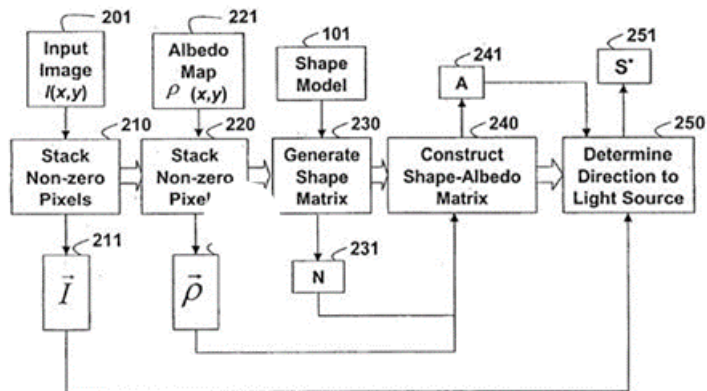 201
221
101
241
251
Input
Image
I(x,y)
Albedo
Map
ρ (x,y)
Shape
Model
A
S*
210
220
230
240
250
Stack
Non-zero
Pixels
Stack
Non-zero
Generate
Shape
Matrix
Construct
Shape-Albedo
Matrix
Determine
Direction to
Light Source
211
231
I⃗
ρ⃗
N